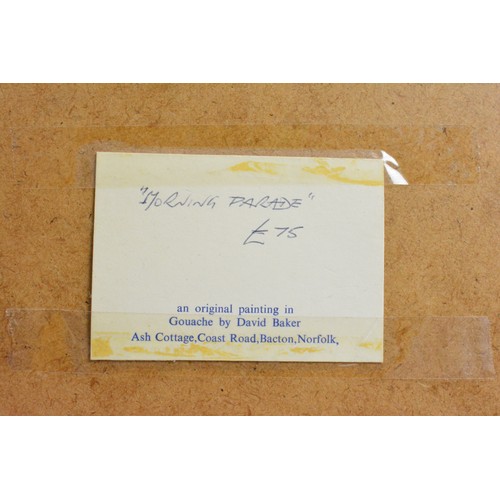 "MORNING PARADE"
£75
an original painting in
Gouache by David Baker
Ash Cottage,Coast Road,Bacton,Norfolk,